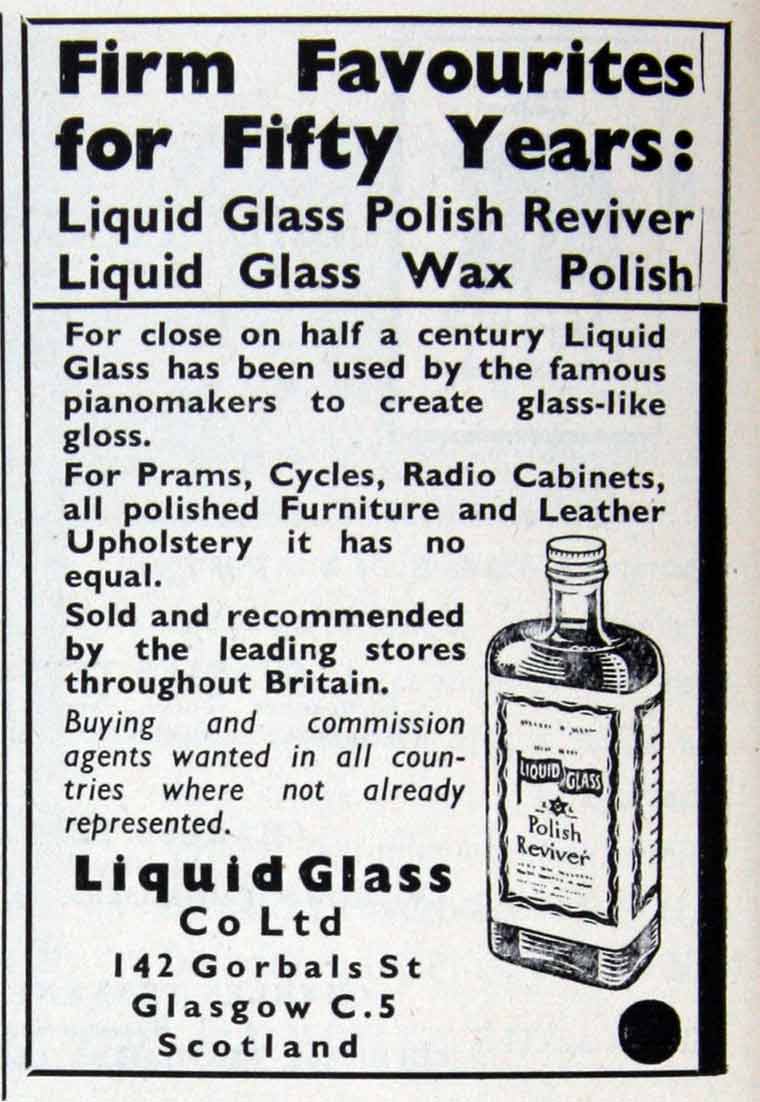 Firm Favourites
for Fifty Years:
Liquid Glass Polish Reviver
Liquid Glass Wax Polish
For close on half a century Liquid
Glass has been used by the famous
pianomakers to create glass-like
gloss.
For Prams, Cycles, Radio Cabinets,
all polished Furniture and Leather
Upholstery it has no
equal.
Sold and recommended
by the leading stores
throughout Britain.
Buying and commission
agents wanted in all coun-
tries where not already
represented.
LIQUID GLASS
Polish
Reviver
Liquid Glass
Co Ltd
142 Gorbals St
Glasgow C.5
Scotland